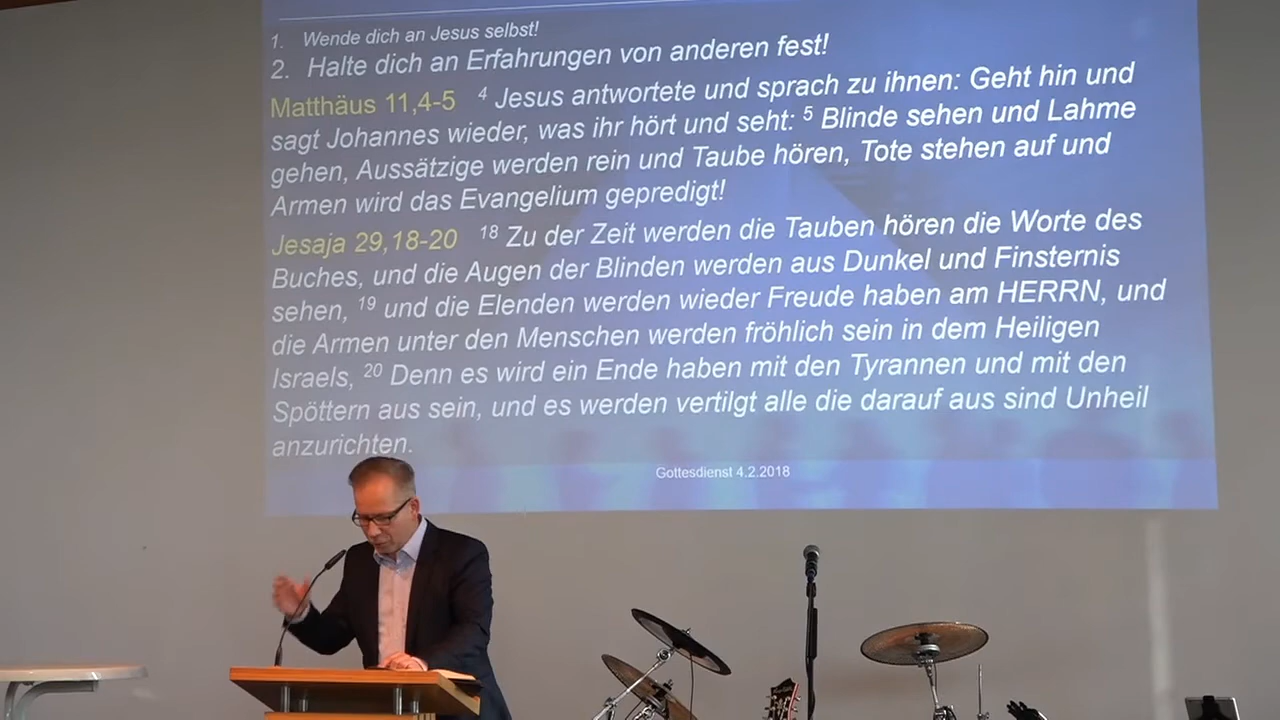 1. Wende dich an Jesus selbst!
2. Halte dich an Erfahrungen von anderen fest!
Matthäus 11,4-5 4 Jesus antwortete und sprach zu ihnen: Geht hin und
sagt Johannes wieder, was ihr hört und seht: 5 Blinde sehen und Lahme
gehen, Aussätzige werden rein und Taube hören, Tote stehen auf und
Armen wird das Evangelium gepredigt!
Jesaja 29,18-20 18 Zu der Zeit werden die Tauben hören die Worte des
Buches, und die Augen der Blinden werden aus Dunkel und Finsternis
sehen, 19 und die Elenden werden wieder Freude haben am HERRN, und
die Armen unter den Menschen werden fröhlich sein in dem Heiligen
Israels, 20 Denn es wird ein Ende haben mit den Tyrannen und mit den
Spöttern aus sein, und es werden vertilgt alle die darauf aus sind Unheil
anzurichten.
Gottesdienst 4.2.2018